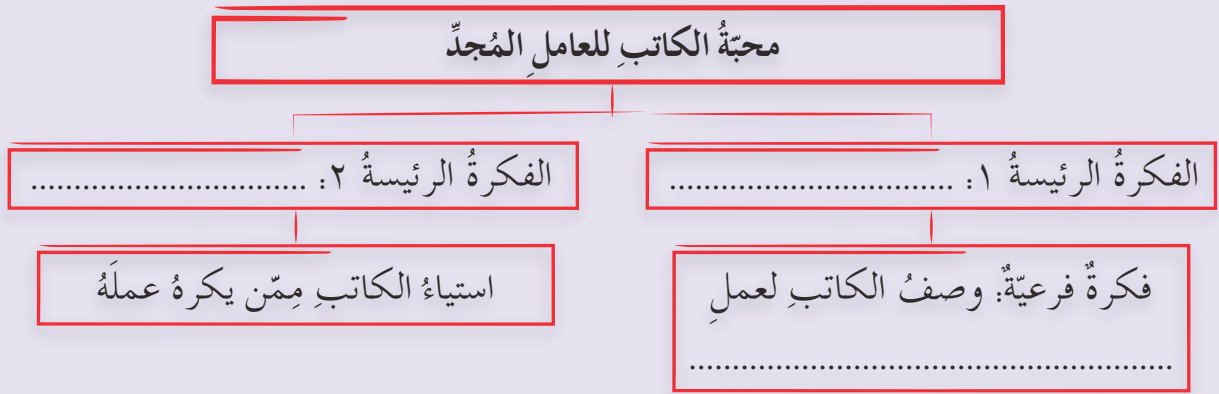 محبّةُ الكاتبِ للعاملِ المُجدِّ
الفكرةُ الرئيسةُ ١: ................................
الفكرةُ الرئيسةُ ٢: ................................
فكرةٌ فرعيّةٌ: وصفُ الكاتبِ لعملِ
........................................................
استياءُ الكاتبِ مِمّن يكرهُ عملَهُ